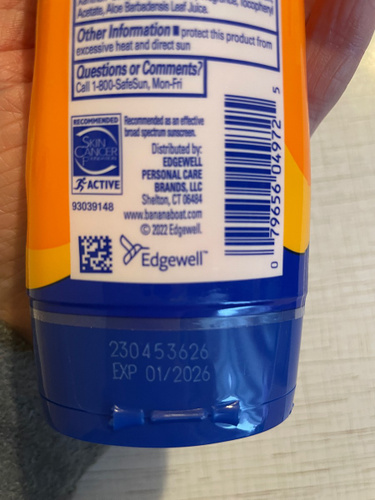 Acetate, Aloe Barbadensis Leaf Juice.
Other Information ■ protect this product from
excessive heat and direct sun
Questions or Comments?
Call 1-800-SafeSun, Mon-Fri
RECOMMENDED
SKIN
CANCER
FOUNDATION
ACTIVE
Recommended as an effective
broad spectrum sunscreen.
Distributed by:
EDGEWELL
PERSONAL CARE
BRANDS, LLC
Shelton, CT 06484
www.bananaboat.com
© 2022 Edgewell.
93039148
Edgewell™
0 79656 04972 5
230453626
EXP 01/2026